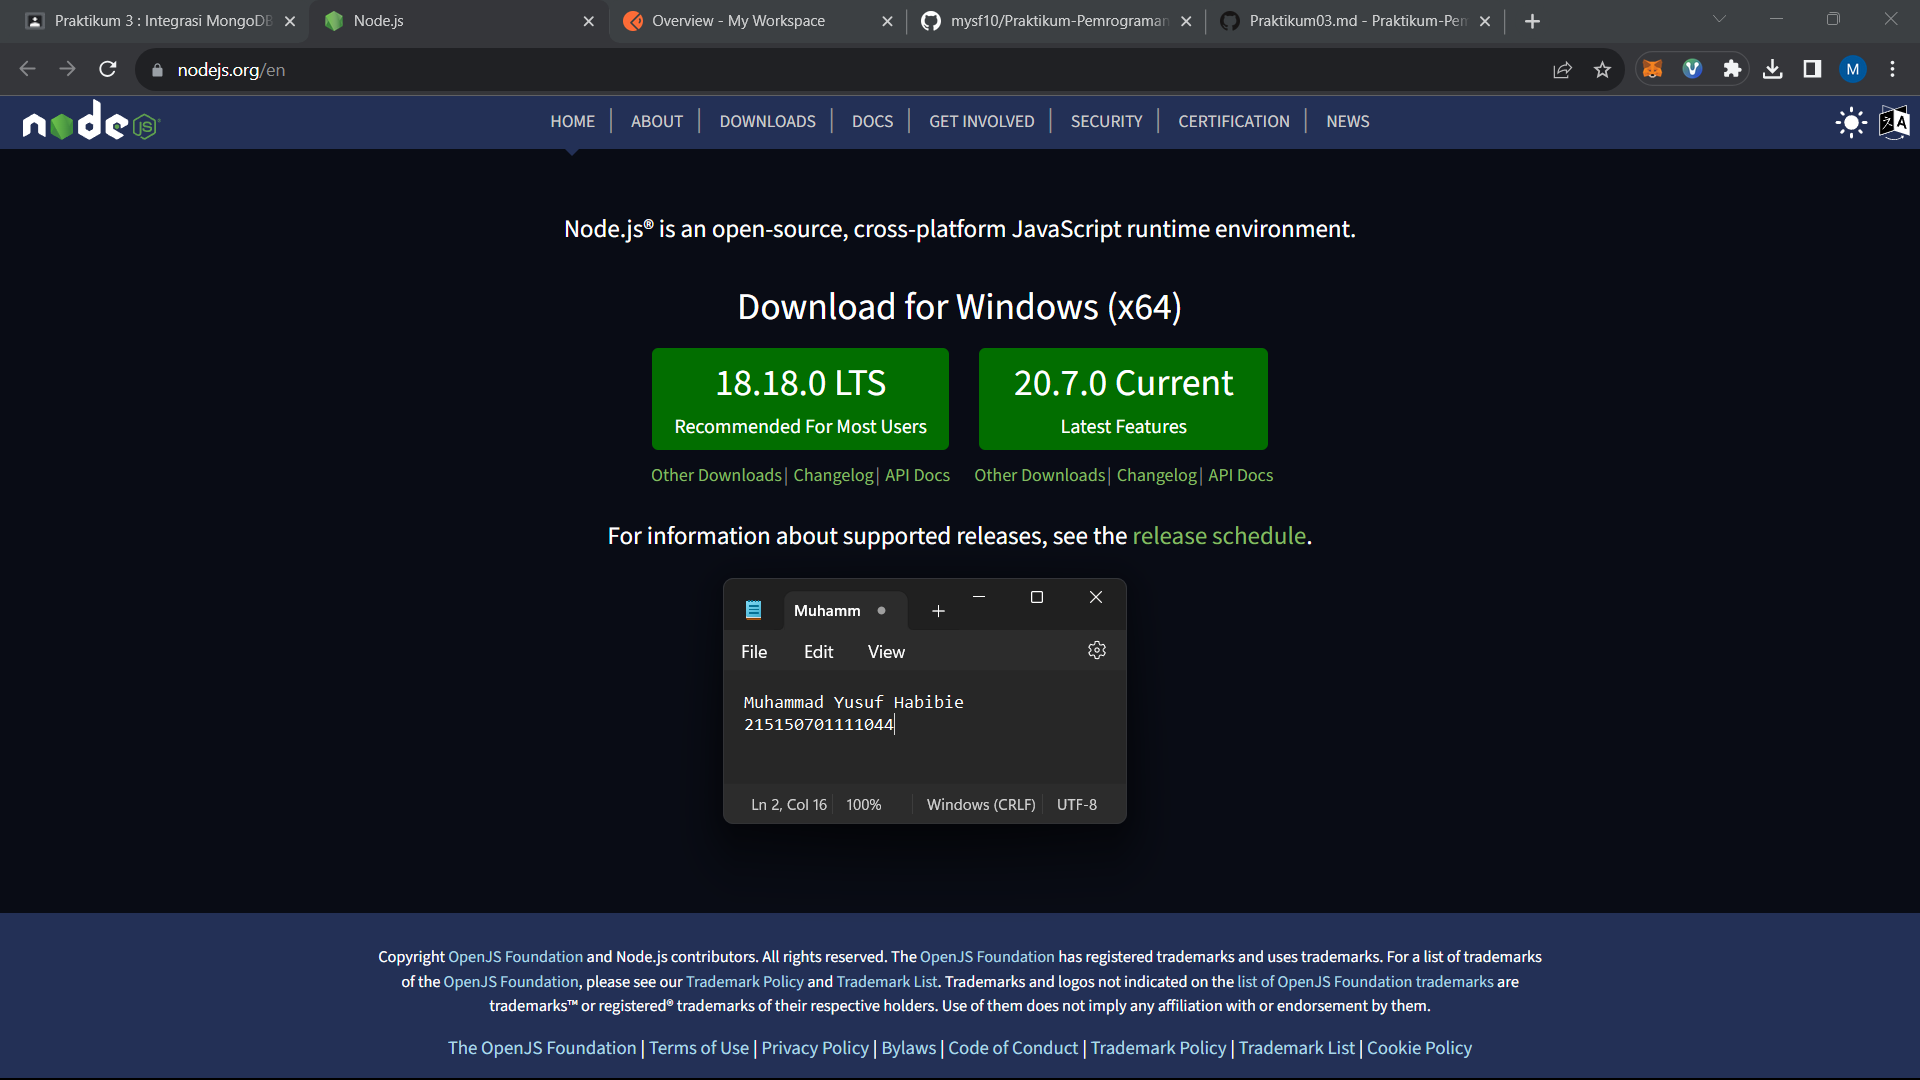 Praktikum 3 : Integrasi MongoDB
Node.js
Overview - My Workspace
mysf10/Praktikum-Pemrograman
Praktikum03.md - Praktikum-Pem
nodejs.org/en
M
node JS
HOME | ABOUT | DOWNLOADS | DOCS | GET INVOLVED | SECURITY | CERTIFICATION | NEWS
Node.js® is an open-source, cross-platform JavaScript runtime environment.
Download for Windows (x64)
18.18.0 LTS
Recommended For Most Users
20.7.0 Current
Latest Features
Other Downloads | Changelog | API Docs
Other Downloads | Changelog | API Docs
For information about supported releases, see the release schedule.
Muhamm
File Edit View
Muhammad Yusuf Habibie
215150701111044
Ln 2, Col 16 100% Windows (CRLF) UTF-8
Copyright OpenJS Foundation and Node.js contributors. All rights reserved. The OpenJS Foundation has registered trademarks and uses trademarks. For a list of trademarks
of the OpenJS Foundation, please see our Trademark Policy and Trademark List. Trademarks and logos not indicated on the list of OpenJS Foundation trademarks are
trademarks™ or registered® trademarks of their respective holders. Use of them does not imply any affiliation with or endorsement by them.
The OpenJS Foundation | Terms of Use | Privacy Policy | Bylaws | Code of Conduct | Trademark Policy | Trademark List | Cookie Policy